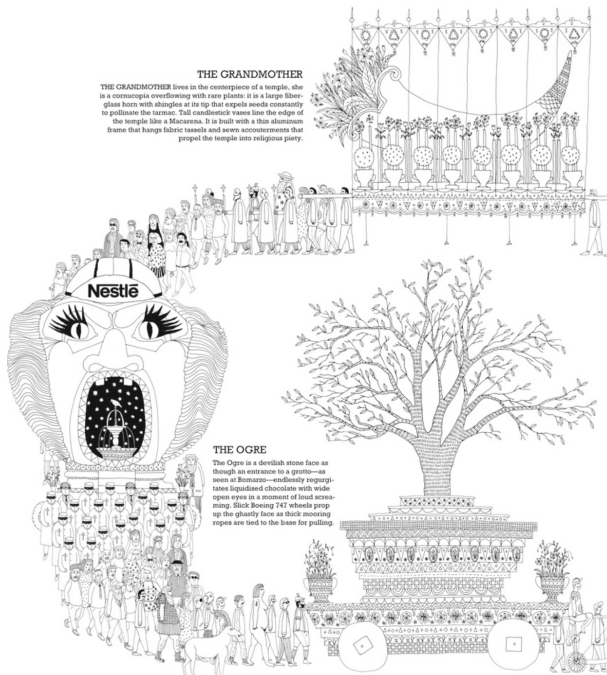 THE GRANDMOTHER
THE GRANDMOTHER lives in the centerpiece of a temple, she
is a cornucopia overflowing with rare plants: it is a large fiber-
glass horn with shingles at its tip that expels seeds constantly
to pollinate the tarmac. Tall candlestick vases line the edge of
the temple like a Macarena. It is built with a thin aluminum
frame that hangs fabric tassels and sewn accouterments that
propel the temple into religious piety.
Nestlé
THE OGRE
The Ogre is a devilish stone face as
though an entrance to a grotto—as
seen at Bomarzo—endlessly regurgi-
tates liquidised chocolate with wide
open eyes in a moment of loud screa-
ming. Slick Boeing 747 wheels prop
up the ghastly face as thick mooring
ropes are tied to the base for pulling.